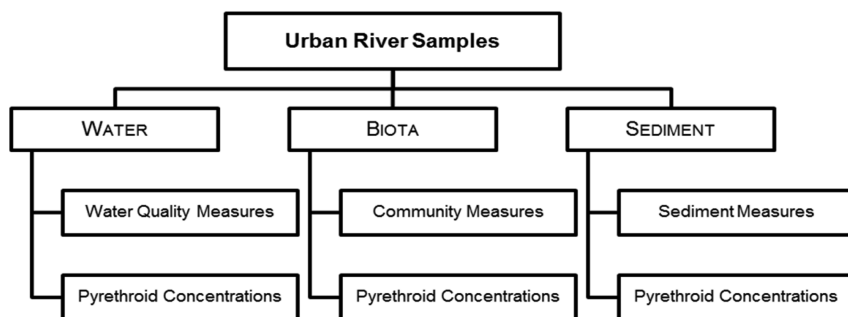 Urban River Samples
WATER
BIOTA
SEDIMENT
Water Quality Measures
Community Measures
Sediment Measures
Pyrethroid Concentrations
Pyrethroid Concentrations
Pyrethroid Concentrations